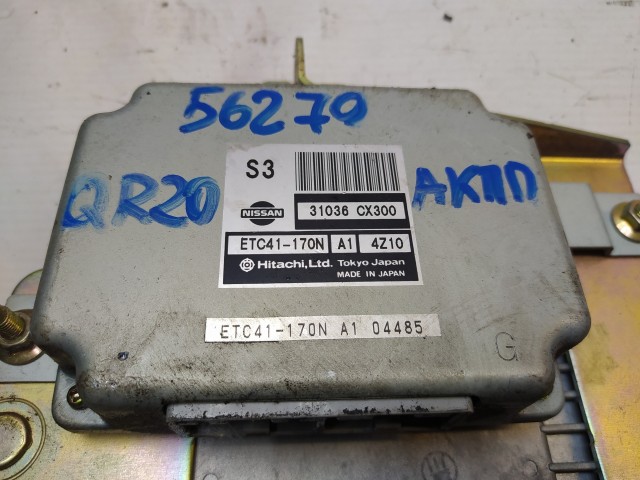 56270
QR20
АКПП
S3
NISSAN
31036 CX300
ETC41-170N A1 4Z10
Hitachi, Ltd. Tokyo Japan
MADE IN JAPAN
ETC41-170N A1 04485
G